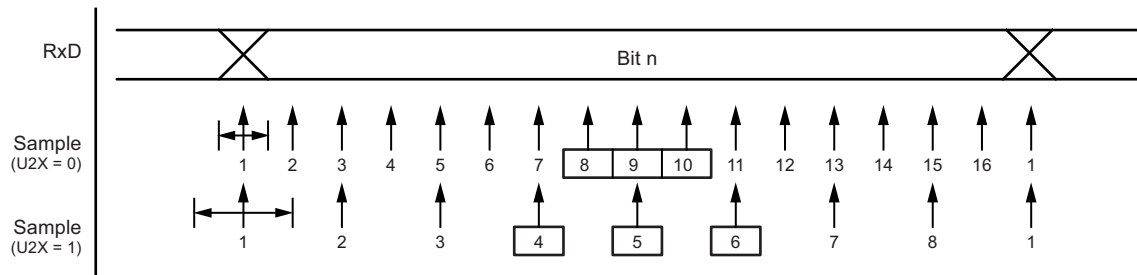 RxD Bit n
Sample
(U2X = 0)
1 2 3 4 5 6 7 8 9 10 11 12 13 14 15 16 1
Sample
(U2X = 1)
1 2 3 4 5 6 7 8 1